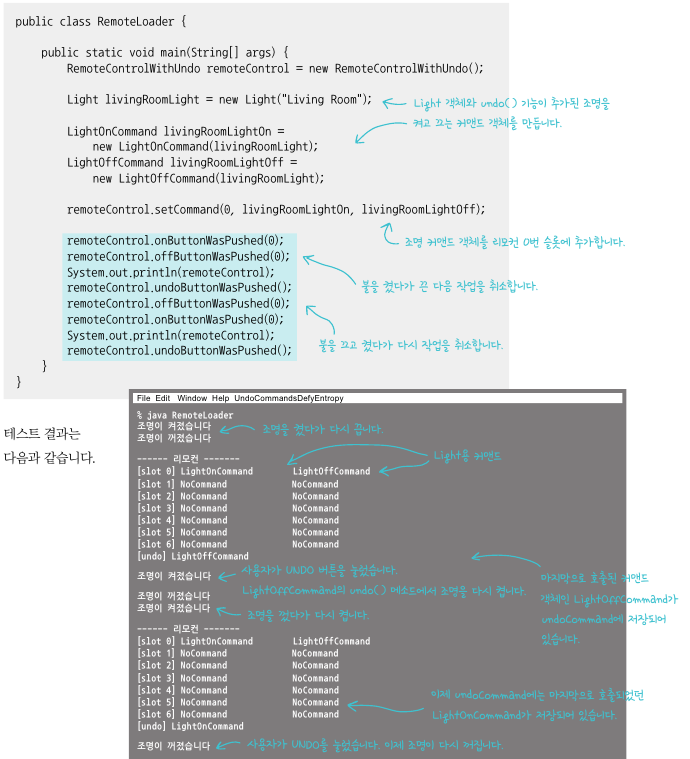 public class RemoteLoader {
public static void main(String[] args) {
RemoteControlWithUndo remoteControl = new RemoteControlWithUndo();
Light livingRoomLight = new Light("Living Room");
Light 객체와 undo( ) 기능이 추가된 조명을
켜고 끄는 커맨드 객체를 만듭니다.
LightOnCommand livingRoomLightOn =
new LightOnCommand(livingRoomLight);
LightOffCommand livingRoomLightOff =
new LightOffCommand(livingRoomLight);
remoteControl.setCommand(0, livingRoomLightOn, livingRoomLightOff);
조명 커맨드 객체를 리모컨 0번 슬롯에 추가합니다.
remoteControl.onButtonWasPushed(0);
remoteControl.offButtonWasPushed(0);
System.out.println(remoteControl);
remoteControl.undoButtonWasPushed();
불을 켰다가 끈 다음 작업을 취소합니다.
remoteControl.offButtonWasPushed(0);
remoteControl.onButtonWasPushed(0);
System.out.println(remoteControl);
remoteControl.undoButtonWasPushed();
불을 끄고 켰다가 다시 작업을 취소합니다.
}
}
테스트 결과는
다음과 같습니다.
File Edit Window Help UndoCommandsDefyEntropy
% java RemoteLoader
조명이 켜졌습니다
조명이 꺼졌습니다
조명을 켰다가 다시 끕니다.
------ 리모컨 -------
Light용 커맨드
[slot 0] LightOnCommand LightOffCommand
[slot 1] NoCommand NoCommand
[slot 2] NoCommand NoCommand
[slot 3] NoCommand NoCommand
[slot 4] NoCommand NoCommand
[slot 5] NoCommand NoCommand
[slot 6] NoCommand NoCommand
[undo] LightOffCommand
마지막으로 호출된 커맨드
객체인 LightOffCommand가
undoCommand에 저장되어
있습니다.
조명이 켜졌습니다
사용자가 UNDO 버튼을 눌렀습니다.
LightOffCommand의 undo( ) 메소드에서 조명을 다시 켭니다.
조명이 꺼졌습니다
조명이 켜졌습니다
조명을 껐다가 다시 켭니다.
------ 리모컨 -------
[slot 0] LightOnCommand LightOffCommand
[slot 1] NoCommand NoCommand
[slot 2] NoCommand NoCommand
[slot 3] NoCommand NoCommand
[slot 4] NoCommand NoCommand
[slot 5] NoCommand NoCommand
[slot 6] NoCommand NoCommand
[undo] LightOnCommand
이제 undoCommand에는 마지막으로 호출되었던
LightOnCommand가 저장되어 있습니다.
조명이 꺼졌습니다
사용자가 UNDO를 눌렀습니다. 이제 조명이 다시 꺼집니다.